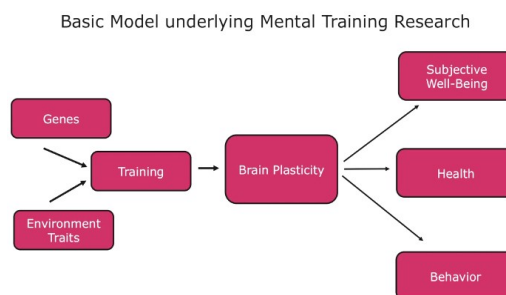 Basic Model underlying Mental Training Research
Subjective
Well-Being
Genes
Training
Brain Plasticity
Health
Environment
Traits
Behavior